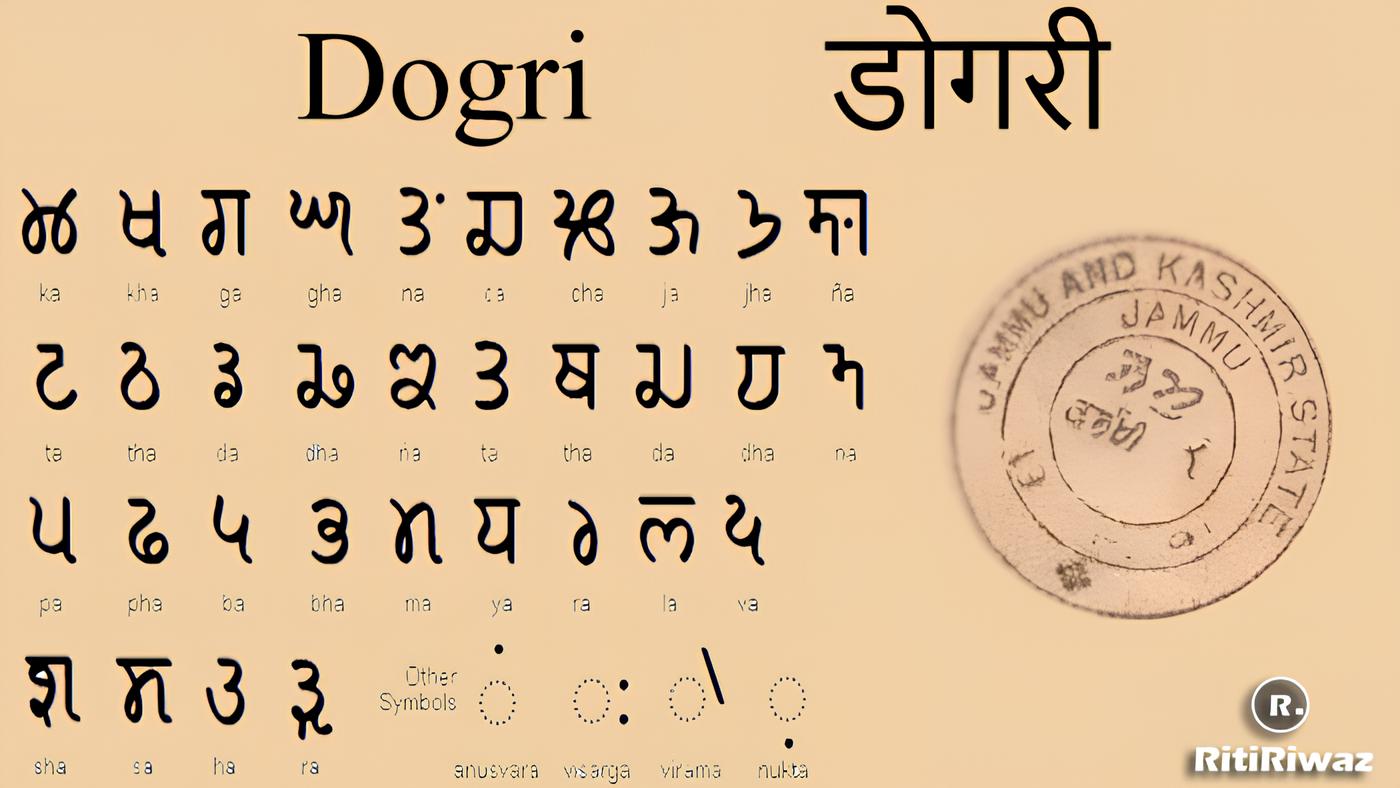 Dogri डोगरी
𑠊 𑠋 𑠌 𑠍 𑠎 𑠏 𑠐 𑠑 𑠒 𑠓
ka kha ga gha na ca cha ja jha ña
𑠔 𑠕 𑠖 𑠗 𑠘 𑠙 𑠚 𑠛 𑠜 𑠝
ta tha da dha na ta tha da dha na
𑠞 𑠟 𑠠 𑠡 𑠢 𑠣 𑠤 𑠥 𑠦
pa pha ba bha ma ya ra la va
𑠧 𑠩 𑠪 𑠫
sha sa ha ra
Other
Symbols
anusvara visarga virama nukta
JAMMU AND KASHMIR STATE
JAMMU
R.
RitiRiwaz